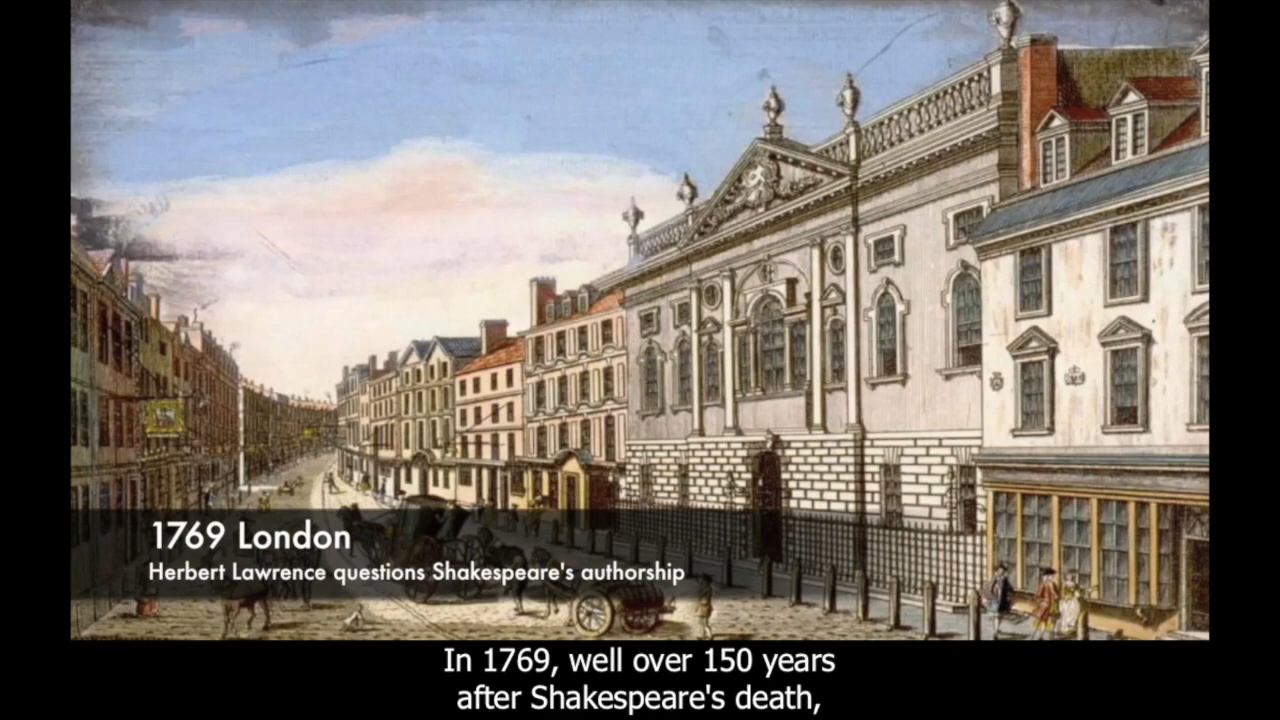 1769 London
Herbert Lawrence questions Shakespeare's authorship
In 1769, well over 150 years
after Shakespeare's death,